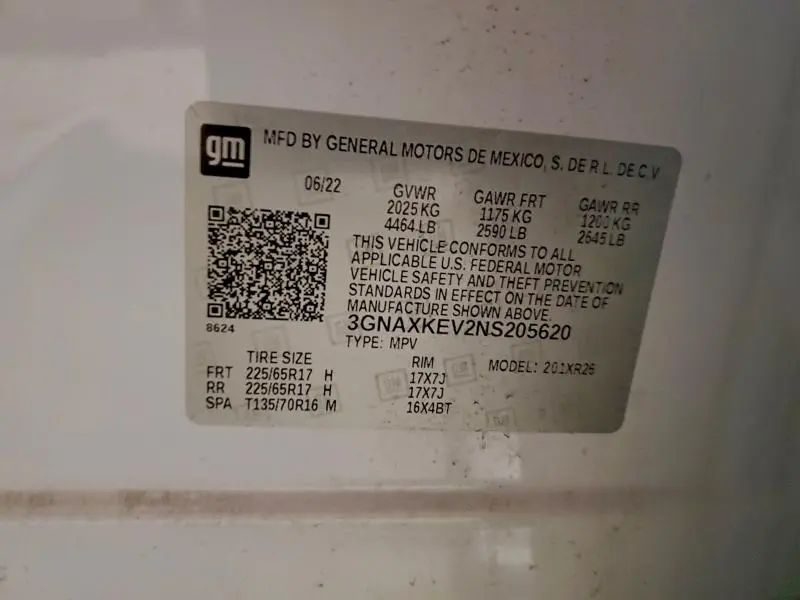 gm
MFD BY GENERAL MOTORS DE MEXICO, S. DE R.L. DE C.V
06/22 GVWR GAWR FRT GAWR RR
2025 KG 1175 KG 1200 KG
4464 LB 2590 LB 2645 LB
THIS VEHICLE CONFORMS TO ALL
APPLICABLE U.S. FEDERAL MOTOR
VEHICLE SAFETY AND THEFT PREVENTION
STANDARDS IN EFFECT ON THE DATE OF
MANUFACTURE SHOWN ABOVE.
8624
3GNAXKEV2NS205620
TYPE: MPV
TIRE SIZE RIM MODEL: 201XR26
FRT 225/65R17 H 17X7J
RR 225/65R17 H 17X7J
SPA T135/70R16 M 16X4BT